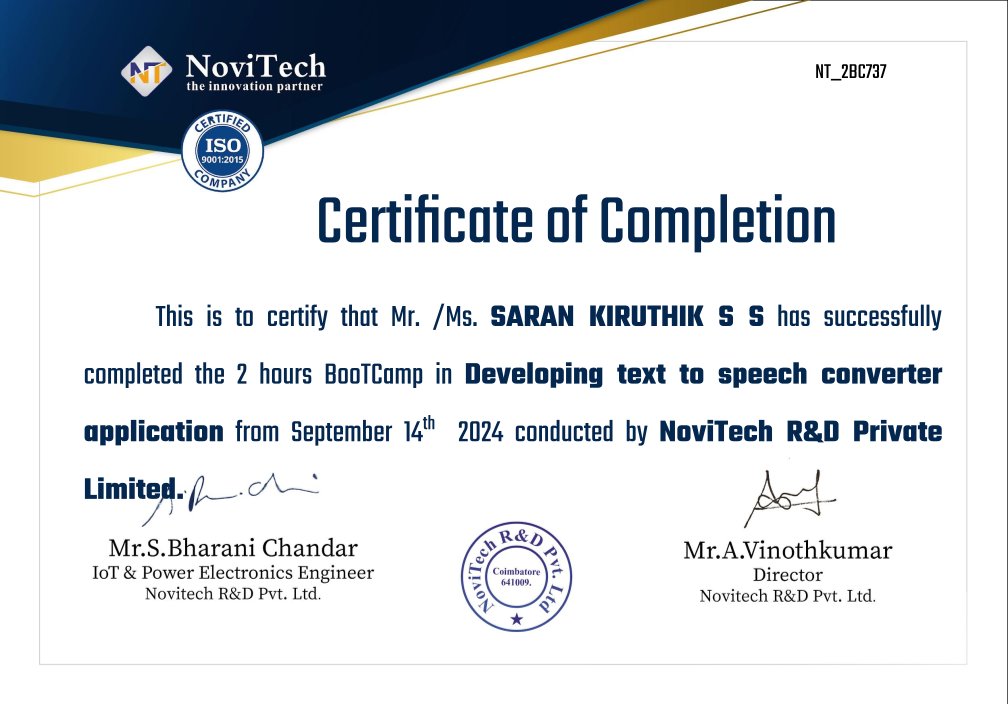 NT
NoviTech
the innovation partner
NT_2BC737
CERTIFIED
ISO
9001:2015
COMPANY
Certificate of Completion
This is to certify that Mr. /Ms. SARAN KIRUTHIK S S has successfully
completed the 2 hours BooTCamp in Developing text to speech converter
application from September 14th 2024 conducted by NoviTech R&D Private
Limited.
Mr.S.Bharani Chandar
IoT & Power Electronics Engineer
Novitech R&D Pvt. Ltd.
NoviTech R&D Pvt. Ltd
Coimbatore
641009.
Mr.A.Vinothkumar
Director
Novitech R&D Pvt. Ltd.